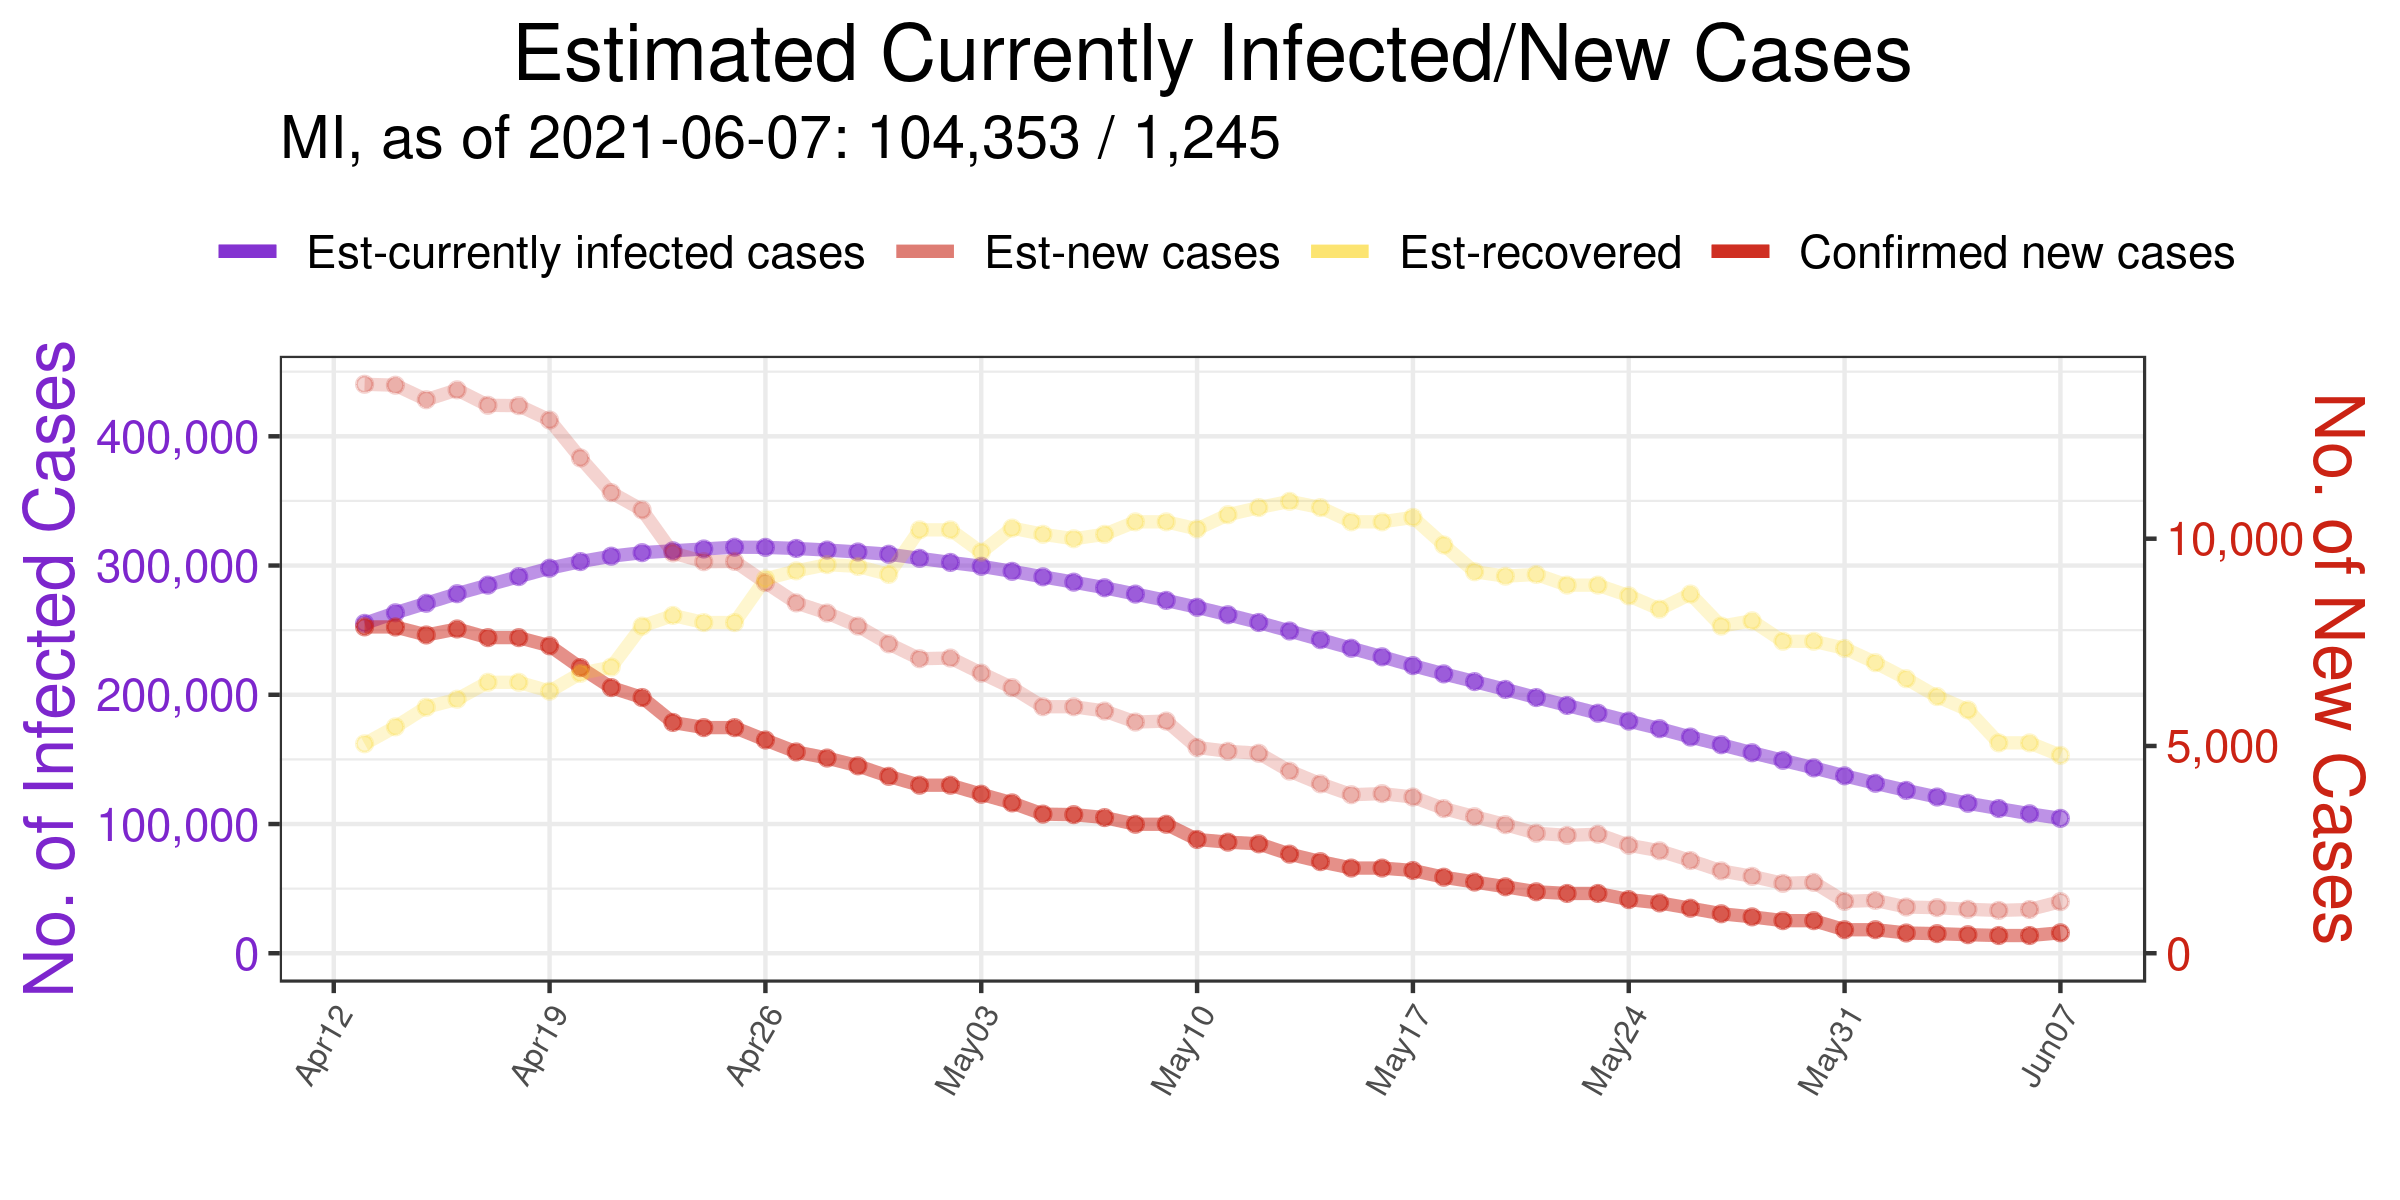 Estimated Currently Infected/New Cases
MI, as of 2021-06-07: 104,353 / 1,245
Est-currently infected cases Est-new cases Est-recovered Confirmed new cases
No. of Infected Cases
400,000
300,000
200,000
100,000
0
10,000
5,000
0
No. of New Cases
Apr12 Apr19 Apr26 May03 May10 May17 May24 May31 Jun07